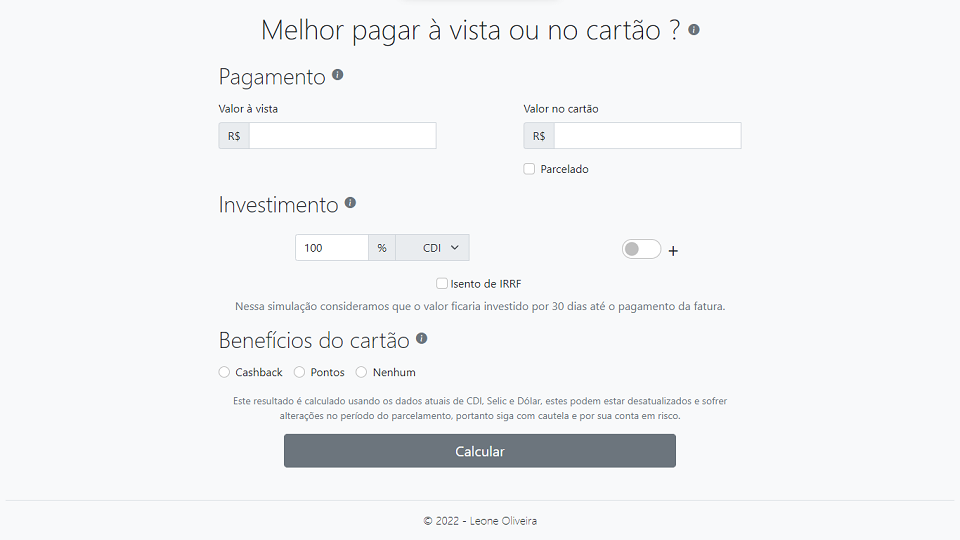 Melhor pagar à vista ou no cartão ?
Pagamento
Valor à vista
Valor no cartão
R$
R$
Parcelado
Investimento
100 % CDI
+
Isento de IRRF
Nessa simulação consideramos que o valor ficaria investido por 30 dias até o pagamento da fatura.
Benefícios do cartão
Cashback Pontos Nenhum
Este resultado é calculado usando os dados atuais de CDI, Selic e Dólar, estes podem estar desatualizados e sofrer
alterações no período do parcelamento, portanto siga com cautela e por sua conta em risco.
Calcular
© 2022 - Leone Oliveira